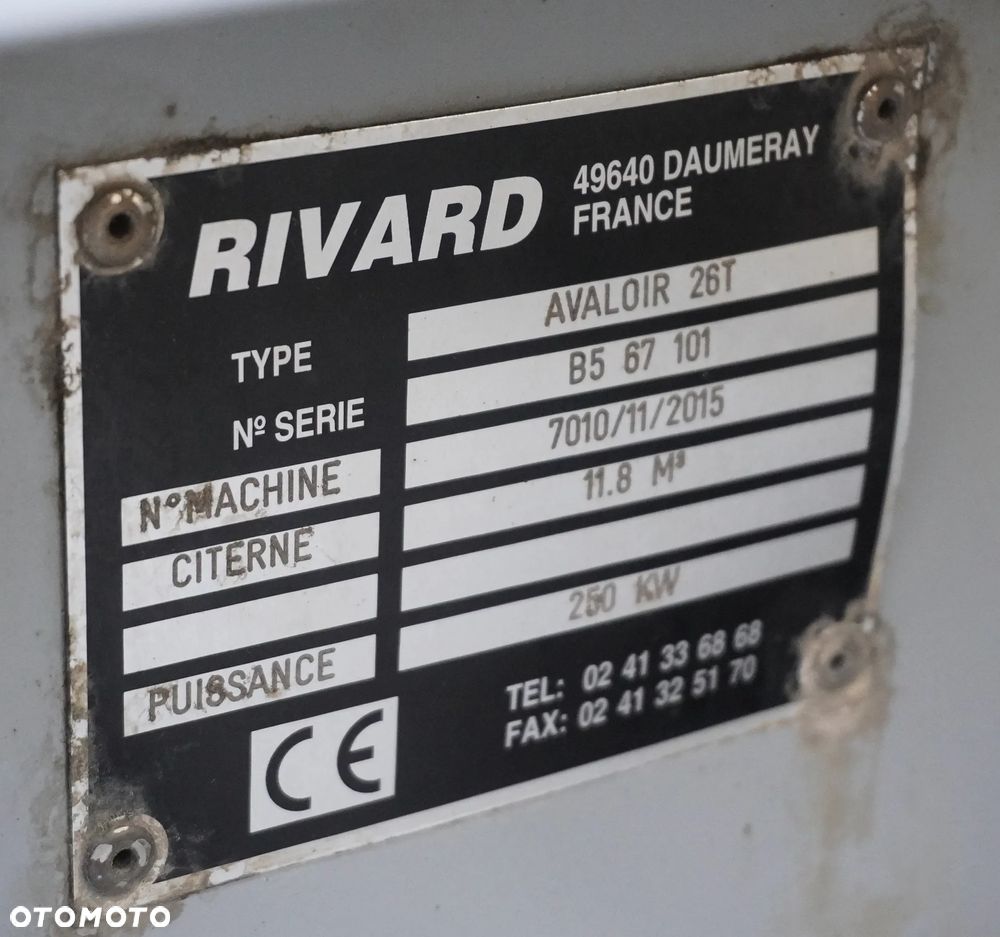 RIVARD
49640 DAUMERAY
FRANCE
TYPE AVALOIR 26T
Nº SERIE B5 67 101
N°MACHINE 7010/11/2015
CITERNE 11.8 M³
PUISSANCE 250 KW
CE
TEL: 02 41 33 68 68
FAX: 02 41 32 51 70
OTOMOTO